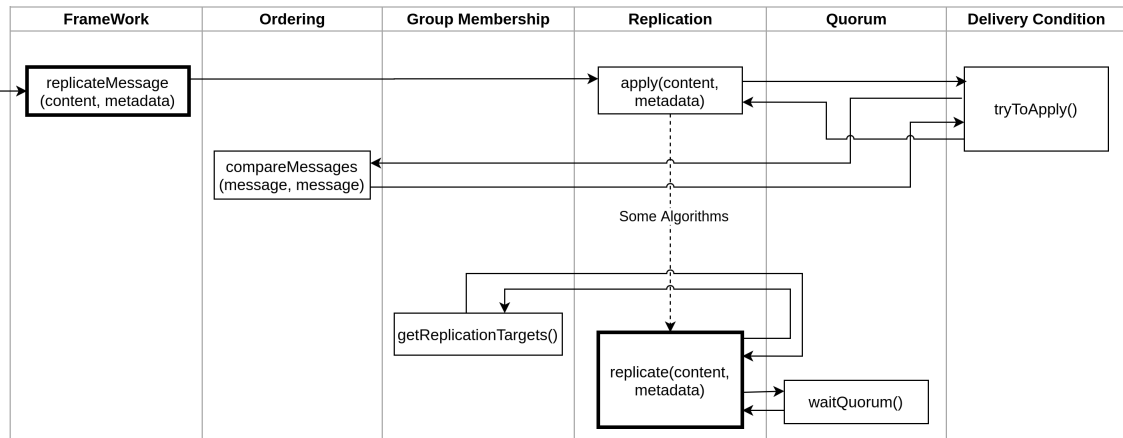 FrameWork
Ordering
Group Membership
Replication
Quorum
Delivery Condition
replicateMessage
(content, metadata)
apply(content,
metadata)
tryToApply()
compareMessages
(message, message)
Some Algorithms
getReplicationTargets()
replicate(content,
metadata)
waitQuorum()